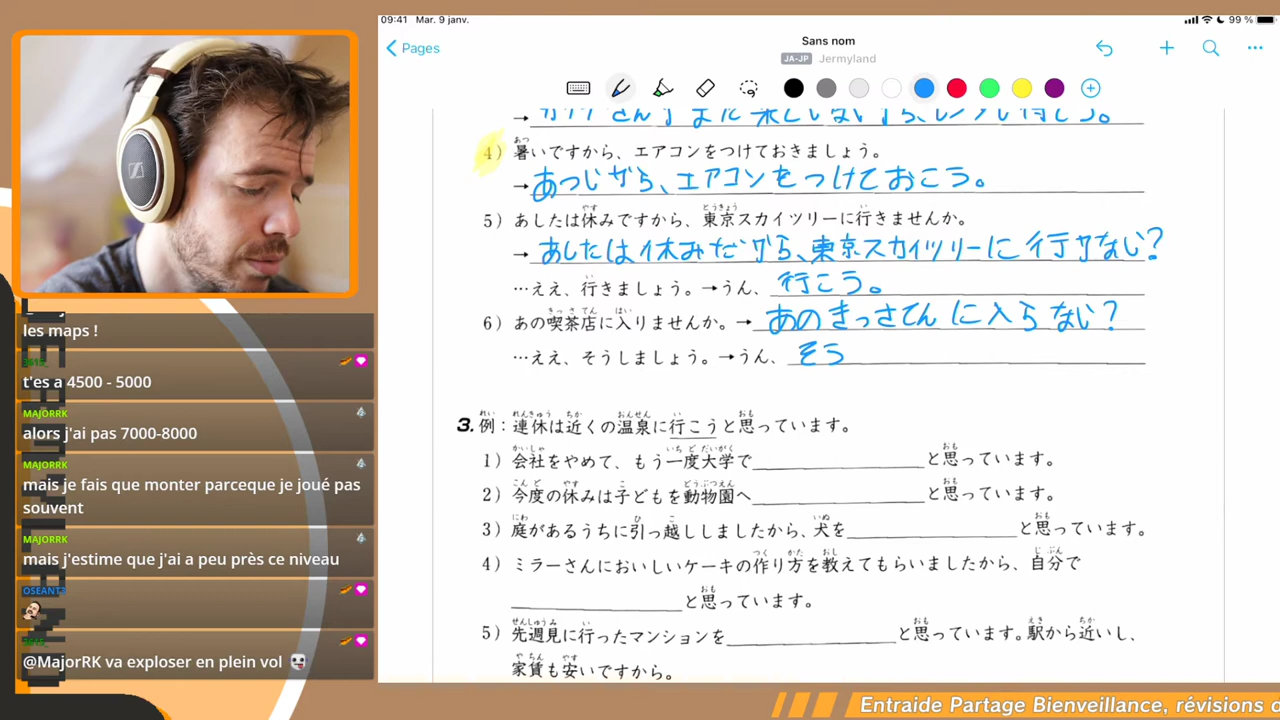 09:41 Mar. 9 janv.
99 %
Pages
Sans nom
JA-JP Jermyland
4) 暑いですから、エアコンをつけておきましょう。
→ あついから、エアコンをつけておこう。
5) あしたは休みですから、東京スカイツリーに行きませんか。
→ あしたは休みだから、東京スカイツリーに行かない?
…ええ、行きましょう。→うん、行こう。
6) あの喫茶店に入りませんか。→ あのきっさてんに入らない?
…ええ、そうしましょう。→うん、そう
3. 例:連休は近くの温泉に行こうと思っています。
1) 会社をやめて、もう一度大学で と思っています。
2) 今度の休みは子どもを動物園へ と思っています。
3) 庭があるうちに引っ越ししましたから、犬を と思っています。
4) ミラーさんにおいしいケーキの作り方を教えてもらいましたから、自分で
と思っています。
5) 先週見に行ったマンションを と思っています。駅から近いし、
家賃も安いですから。
les maps !
t'es a 4500 - 5000
MAJORRK
alors j'ai pas 7000-8000
MAJORRK
mais je fais que monter parceque je joué pas
souvent
MAJORRK
mais j'estime que j'ai a peu près ce niveau
@MajorRK va exploser en plein vol
Entraide Partage Bienveillance, révisions d